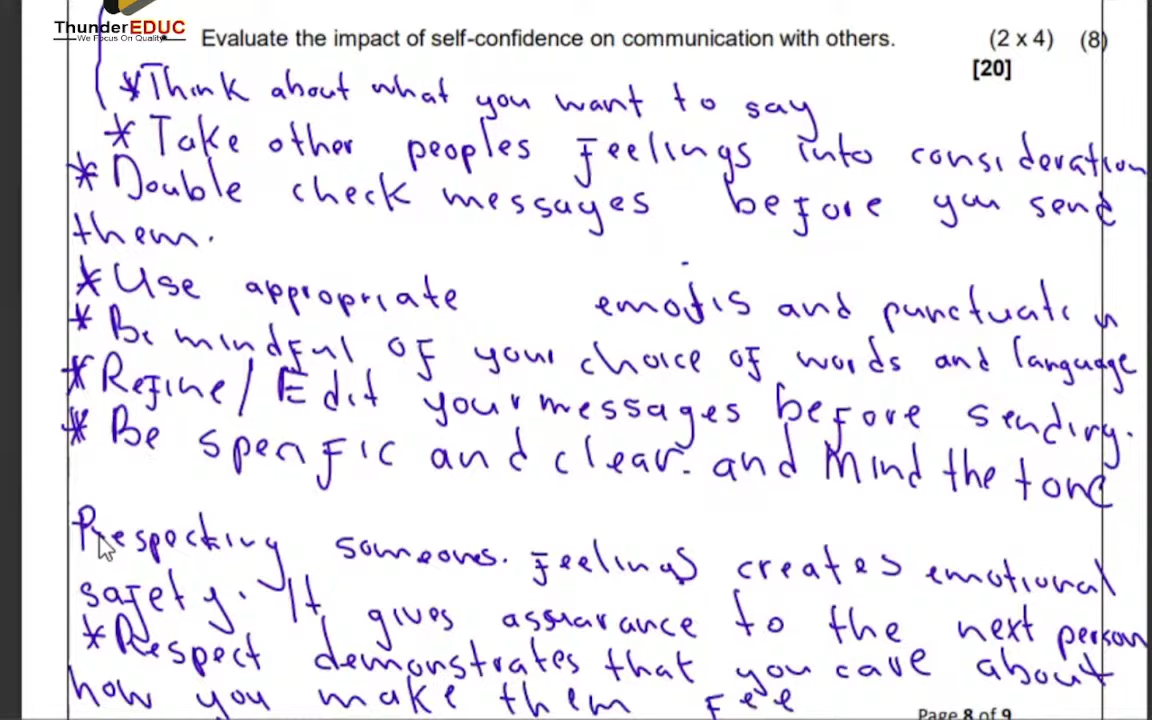 ThunderEDUC
We Focus On Quality
Evaluate the impact of self-confidence on communication with others. (2 x 4) (8)
[20]
* Think about what you want to say
* Take other peoples feelings into consideration
* Double check messages before you send
them.
* Use appropriate emojis and punctuatn
* Be mindful of your choice of words and language
* Refine / Edit your messages before sending.
* Be specific and clear. and Mind the tone
Respecting someones. feelings creates emotional
safety. It gives assurance to the next person
* Respect demonstrates that you care about
how you make them Fee
Page 8 of 9